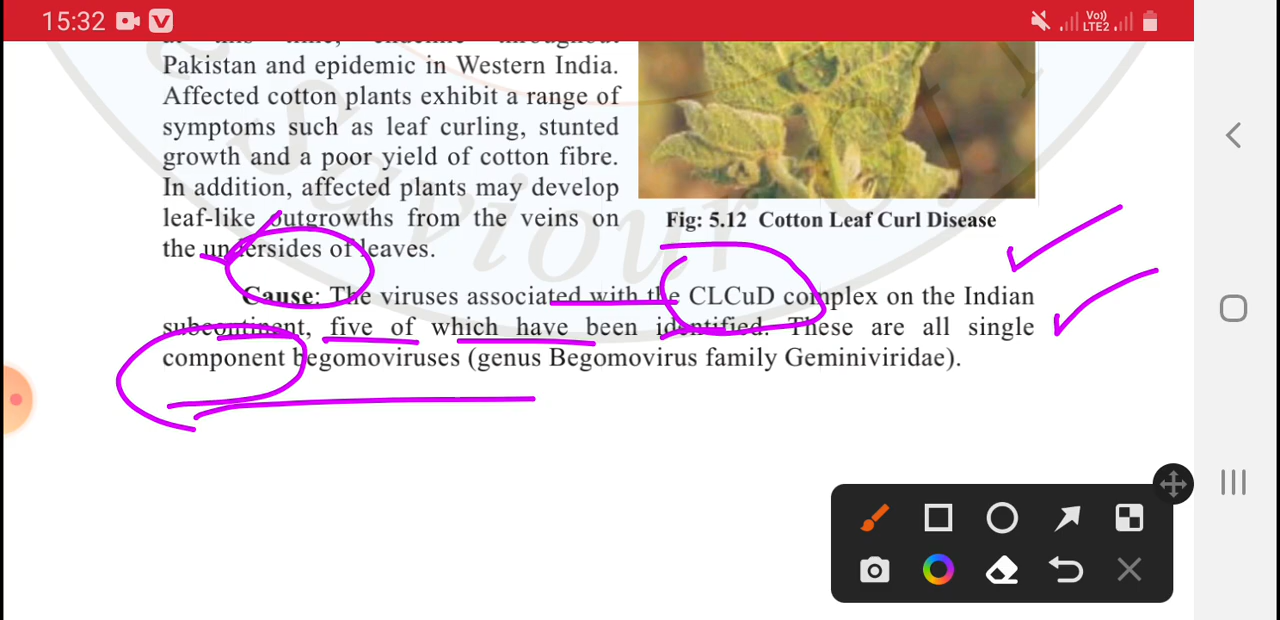 15:32
Vo))
LTE2
Pakistan and epidemic in Western India.
Affected cotton plants exhibit a range of
symptoms such as leaf curling, stunted
growth and a poor yield of cotton fibre.
In addition, affected plants may develop
leaf-like outgrowths from the veins on
the undersides of leaves.
Fig: 5.12 Cotton Leaf Curl Disease
Cause: The viruses associated with the CLCuD complex on the Indian
subcontinent, five of which have been identified. These are all single
component begomoviruses (genus Begomovirus family Geminiviridae).
Saviour